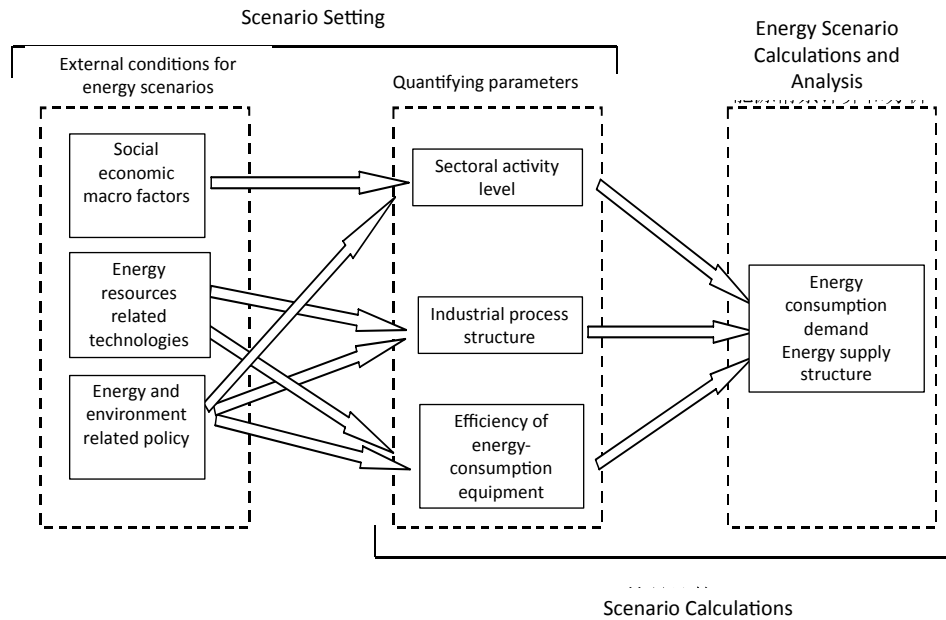 Scenario Setting
Energy Scenario
Calculations and
Analysis
External conditions for
energy scenarios
Quantifying parameters
Social
economic
macro factors
Energy
resources
related
technologies
Energy and
environment
related policy
Sectoral activity
level
Industrial process
structure
Efficiency of
energy-
consumption
equipment
Energy
consumption
demand
Energy supply
structure
Scenario Calculations